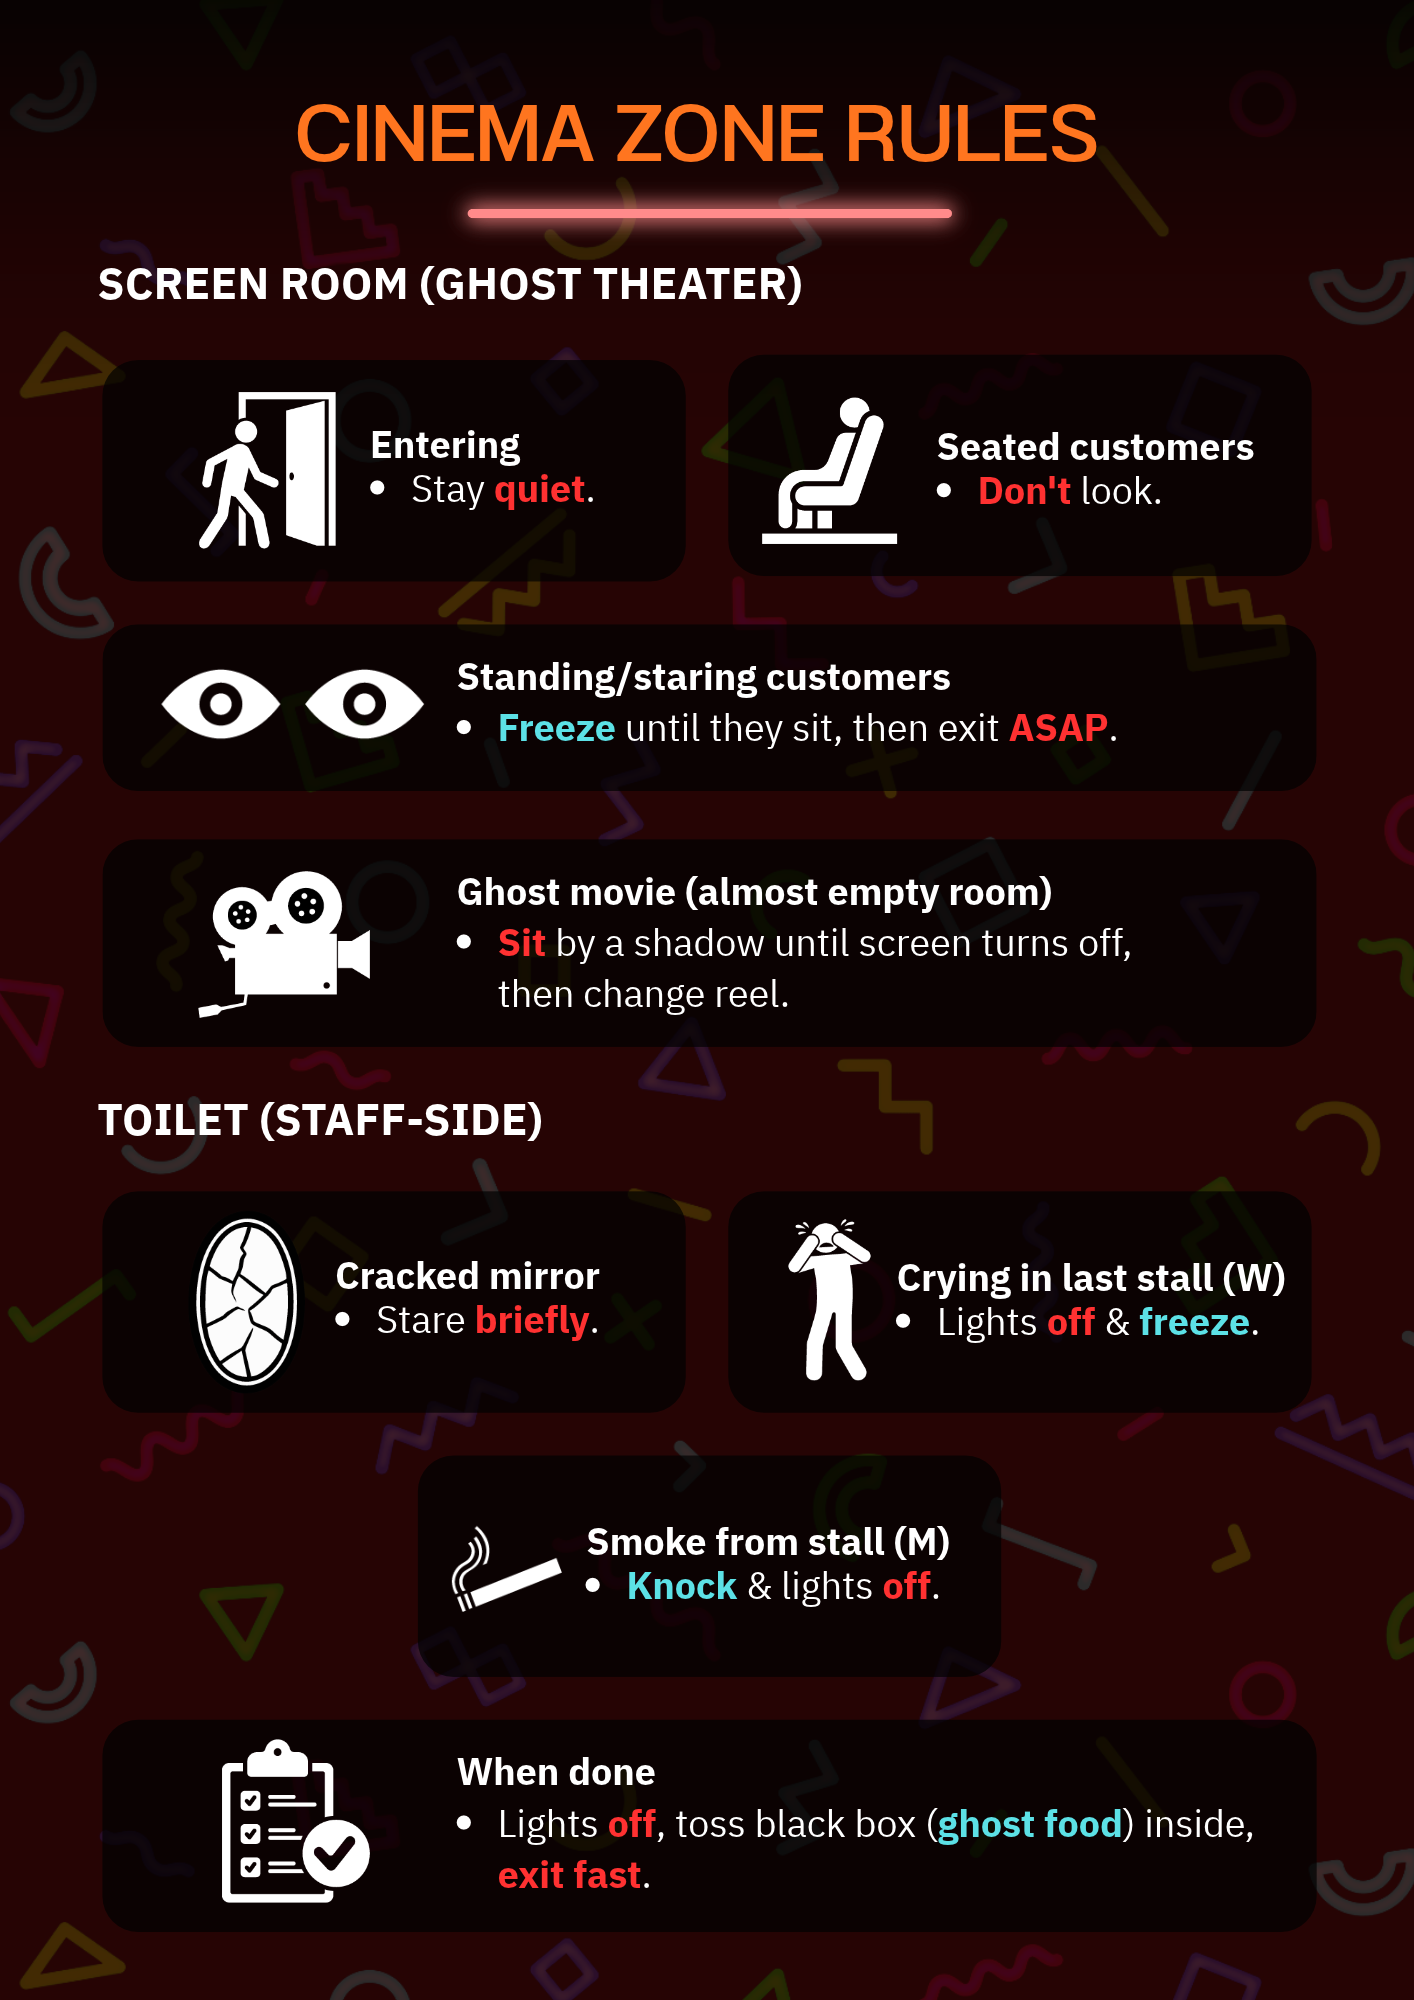 CINEMA ZONE RULES
SCREEN ROOM (GHOST THEATER)
Entering
• Stay quiet.
Seated customers
• Don't look.
Standing/staring customers
• Freeze until they sit, then exit ASAP.
Ghost movie (almost empty room)
• Sit by a shadow until screen turns off,
then change reel.
TOILET (STAFF-SIDE)
Cracked mirror
• Stare briefly.
Crying in last stall (W)
• Lights off & freeze.
Smoke from stall (M)
• Knock & lights off.
When done
• Lights off, toss black box (ghost food) inside,
exit fast.